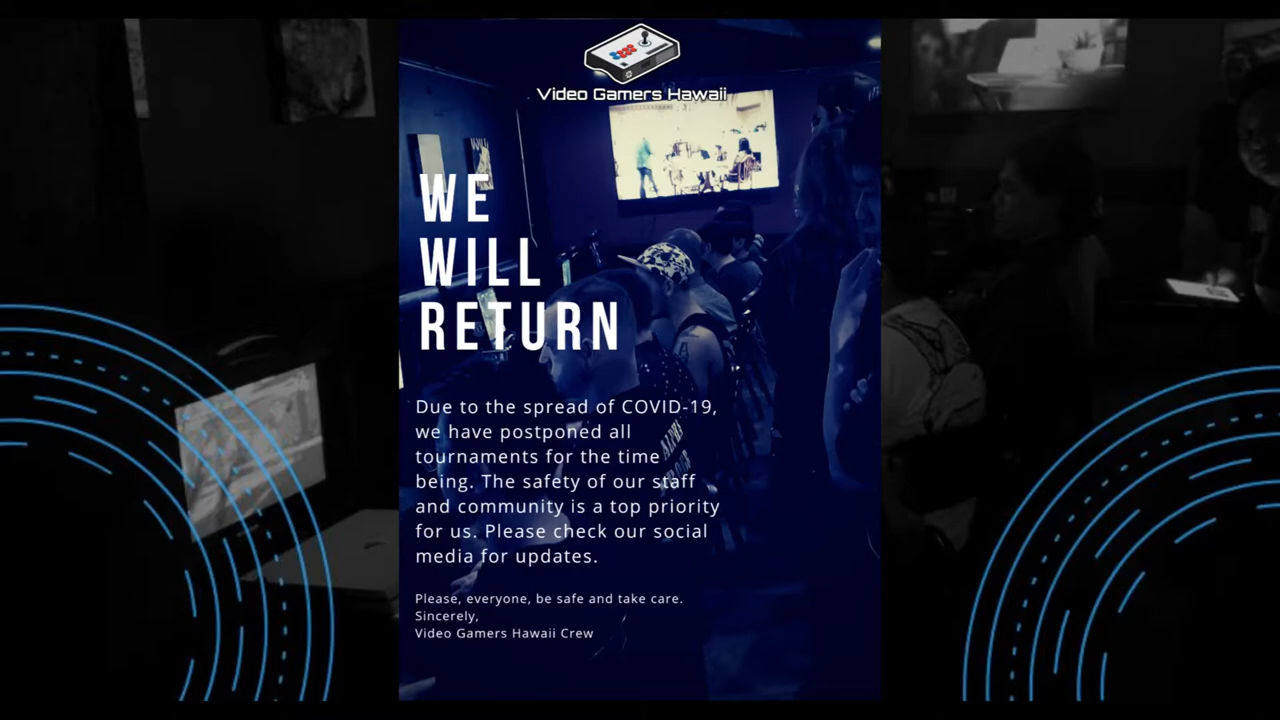 Video Gamers Hawaii
WE
WILL
RETURN
Due to the spread of COVID-19,
we have postponed all
tournaments for the time
being. The safety of our staff
and community is a top priority
for us. Please check our social
media for updates.
Please, everyone, be safe and take care.
Sincerely,
Video Gamers Hawaii Crew